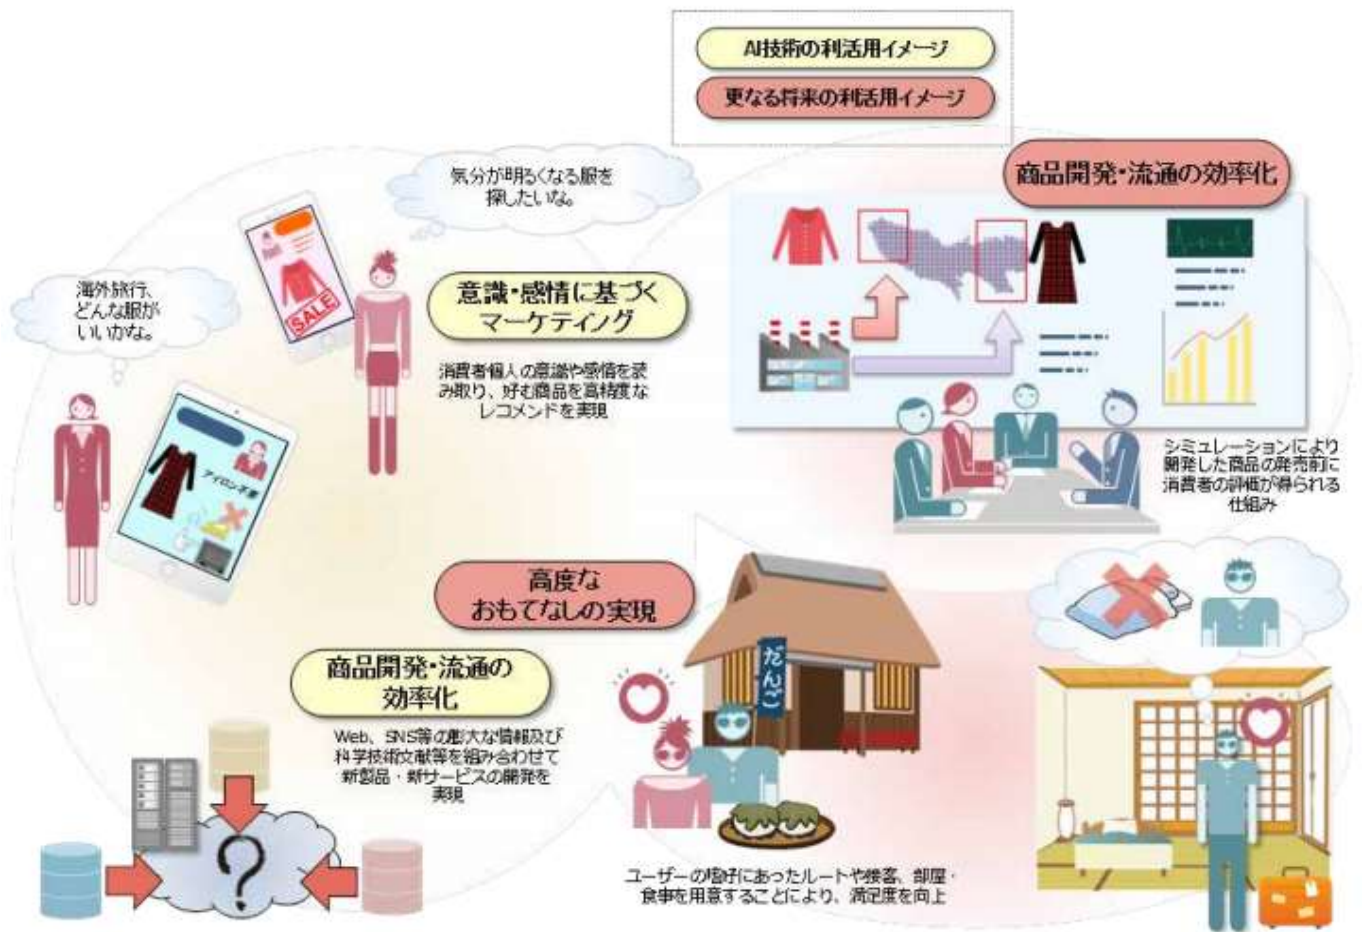 AI技術の利活用イメージ
更なる将来の利活用イメージ
商品開発・流通の効率化
気分が明るくなる服を
探したいな。
海外旅行、
どんな服が
いいかな。
SALE
意識・感情に基づく
マーケティング
消費者個人の意識や感情を読
み取り、好む商品を高精度な
レコメンドを実現
アイロン不要
シミュレーションにより
開発した商品の発売前に
消費者の評価が得られる
仕組み
高度な
おもてなしの実現
だんご
商品開発・流通の
効率化
Web、SNS等の膨大な情報及び
科学技術文献等を組み合わせて
新製品・新サービスの開発を
実現
?
ユーザーの嗜好にあったルートや接客、部屋・
食事を用意することにより、満足度を向上